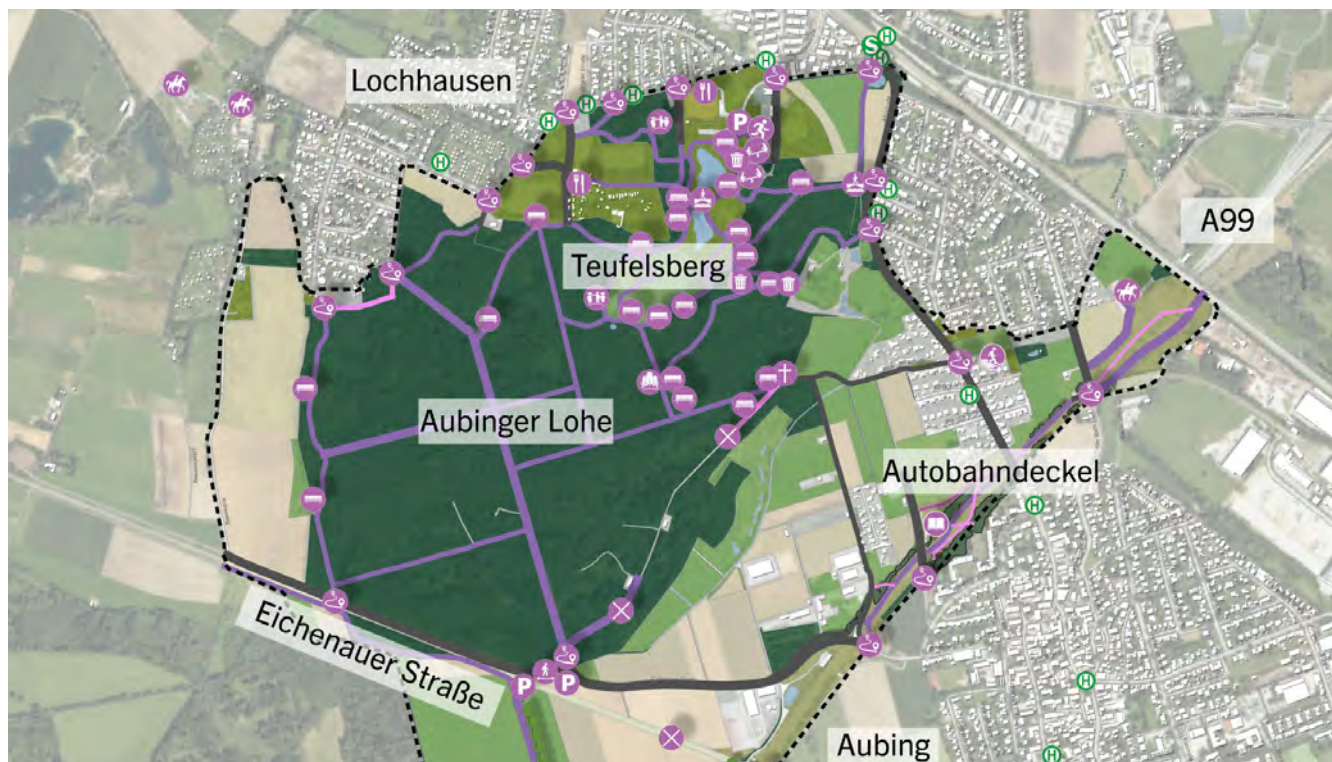 Lochhausen
A99
Teufelsberg
Aubinger Lohe
Autobahndeckel
Eichenauer Straße
Aubing
H
H
H
H
H
H
H
H
H
H
H
H
H
H
S
P
P
P